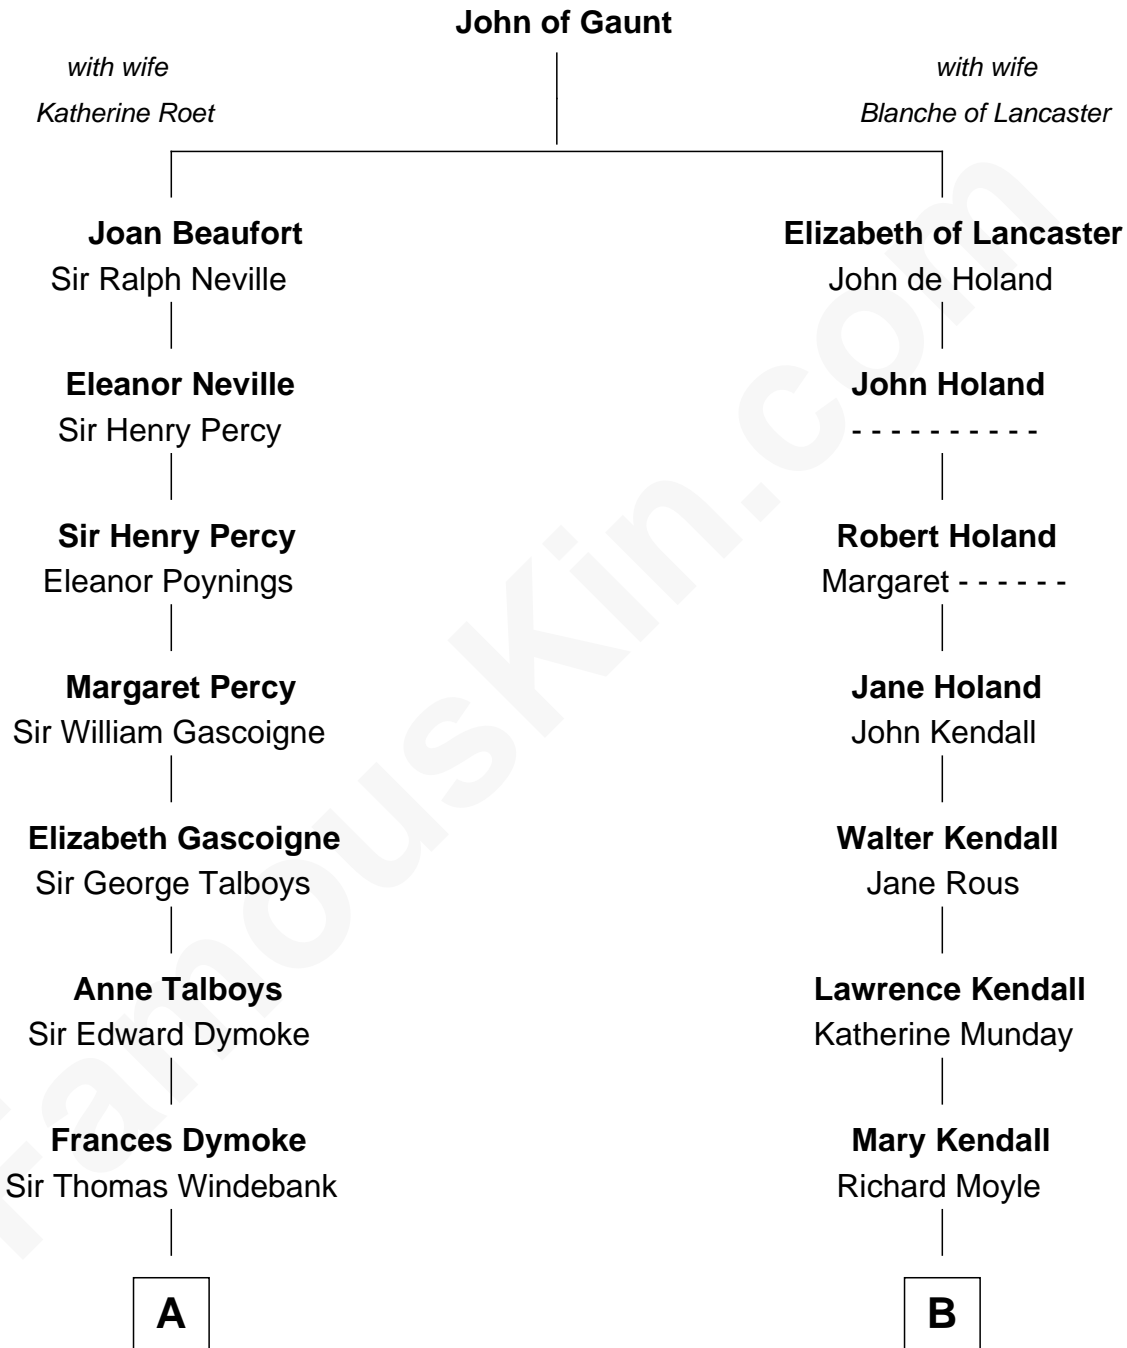 John of Gaunt
with wife
Katherine Roet
with wife
Blanche of Lancaster
Joan Beaufort
Sir Ralph Neville
Elizabeth of Lancaster
John de Holand
Eleanor Neville
Sir Henry Percy
John Holand
- - - - - - - - - -
Sir Henry Percy
Eleanor Poynings
Robert Holand
Margaret - - - - - -
Margaret Percy
Sir William Gascoigne
Jane Holand
John Kendall
Elizabeth Gascoigne
Sir George Talboys
Walter Kendall
Jane Rous
Anne Talboys
Sir Edward Dymoke
Lawrence Kendall
Katherine Munday
Frances Dymoke
Sir Thomas Windebank
Mary Kendall
Richard Moyle
A
B
FamousKin.com